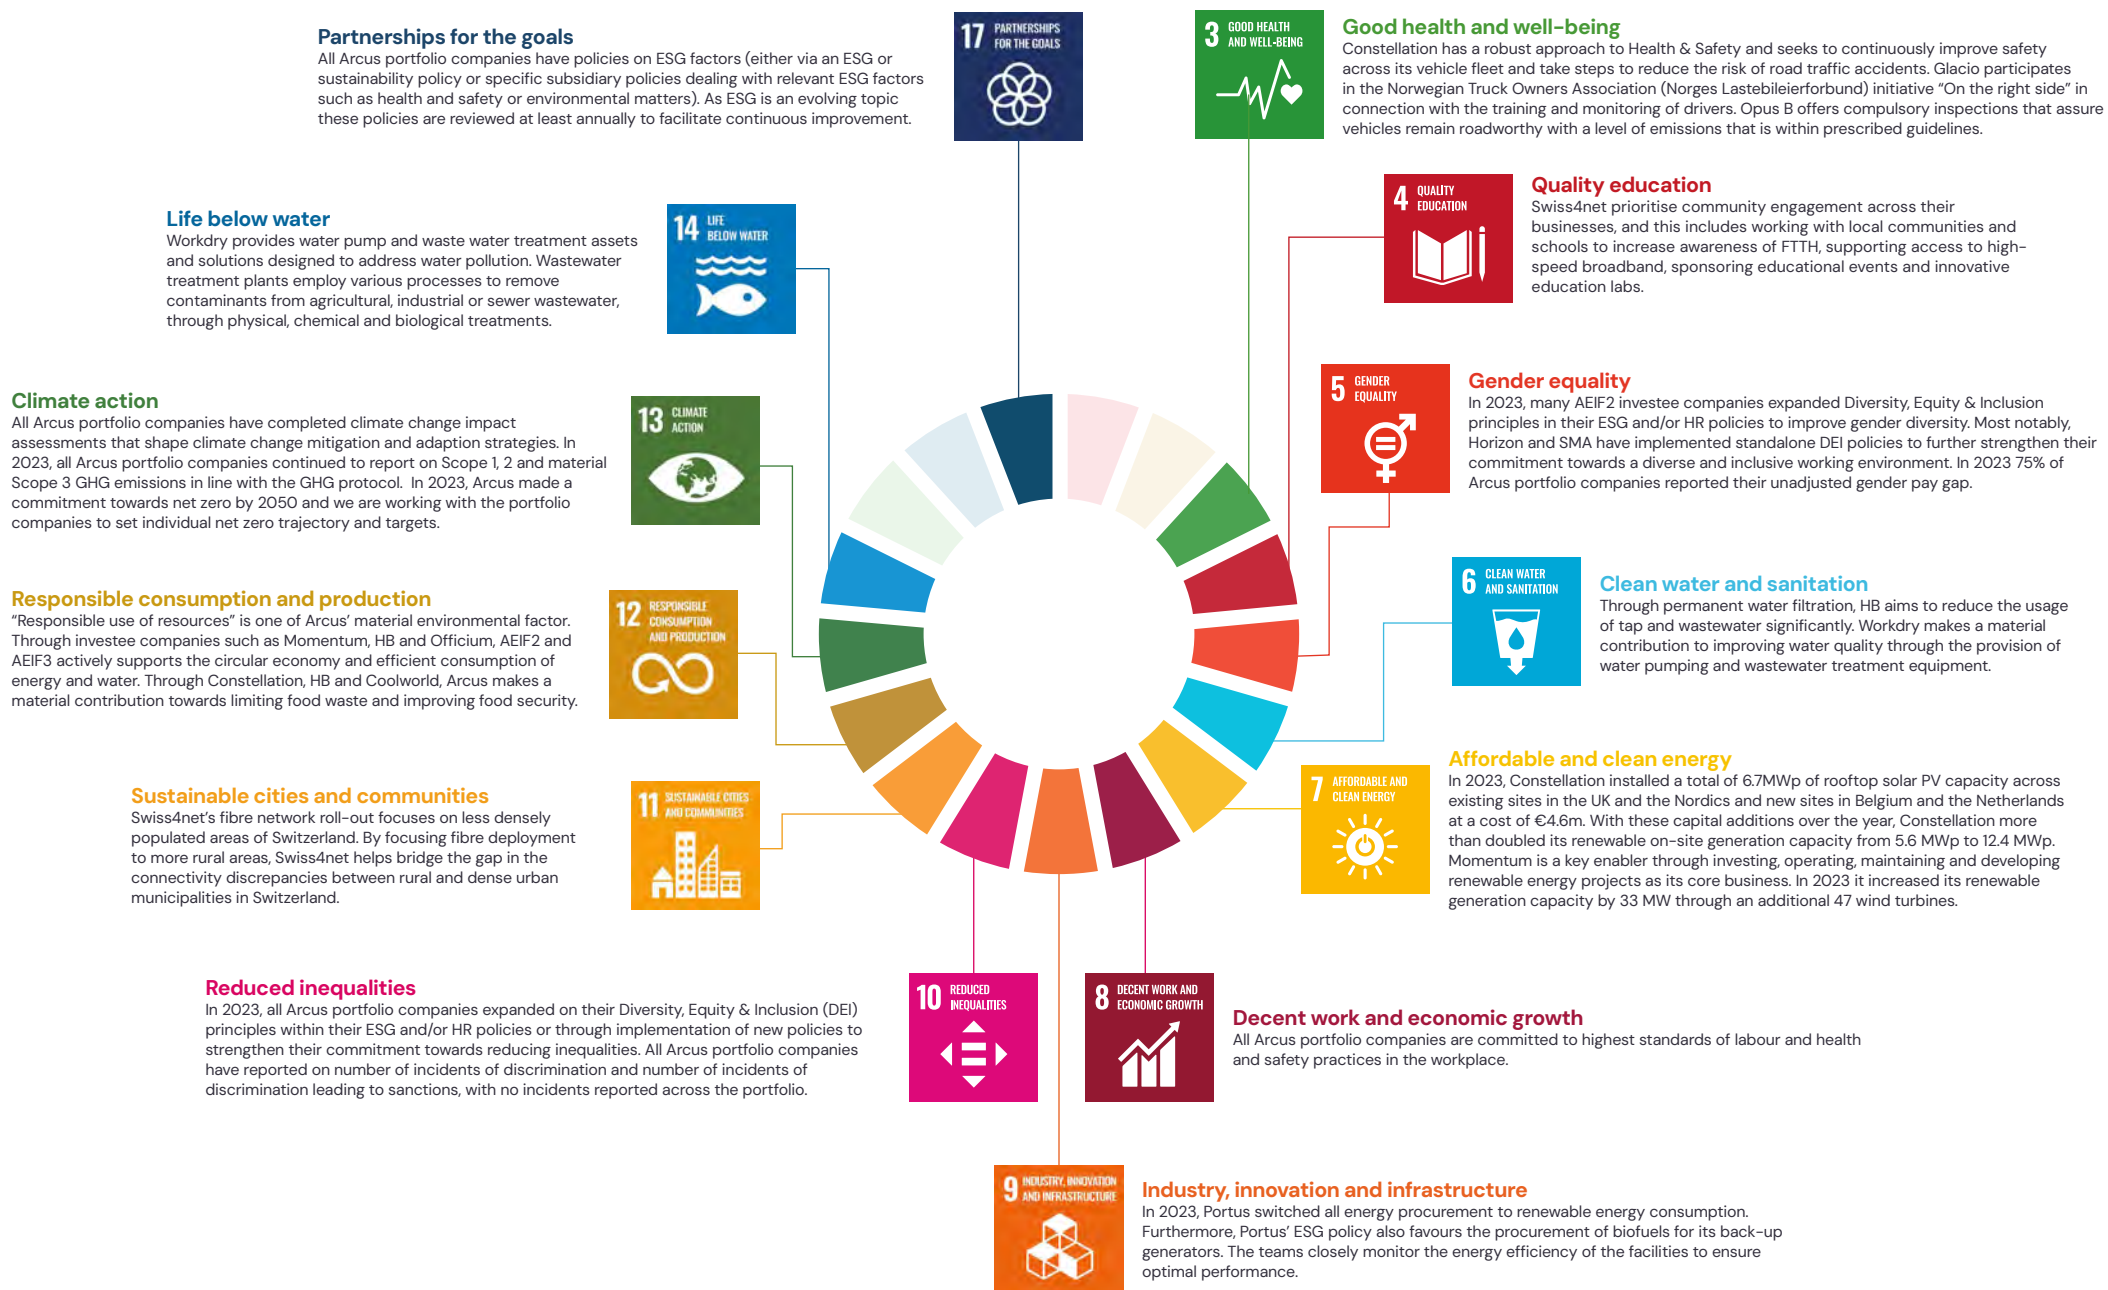 Partnerships for the goals
All Arcus portfolio companies have policies on ESG factors (either via an ESG or
sustainability policy or specific subsidiary policies dealing with relevant ESG factors
such as health and safety or environmental matters). As ESG is an evolving topic
these policies are reviewed at least annually to facilitate continuous improvement.
17 PARTNERSHIPS
FOR THE GOALS
3 GOOD HEALTH
AND WELL-BEING
Good health and well-being
Constellation has a robust approach to Health & Safety and seeks to continuously improve safety
across its vehicle fleet and take steps to reduce the risk of road traffic accidents. Glacio participates
in the Norwegian Truck Owners Association (Norges Lastebileierforbund) initiative “On the right side” in
connection with the training and monitoring of drivers. Opus B offers compulsory inspections that assure
vehicles remain roadworthy with a level of emissions that is within prescribed guidelines.
4 QUALITY
EDUCATION
Quality education
Swiss4net prioritise community engagement across their
businesses, and this includes working with local communities and
schools to increase awareness of FTTH, supporting access to high-
speed broadband, sponsoring educational events and innovative
education labs.
Life below water
Workdry provides water pump and waste water treatment assets
and solutions designed to address water pollution. Wastewater
treatment plants employ various processes to remove
contaminants from agricultural, industrial or sewer wastewater,
through physical, chemical and biological treatments.
14 LIFE
BELOW WATER
5 GENDER
EQUALITY
Gender equality
In 2023, many AEIF2 investee companies expanded Diversity, Equity & Inclusion
principles in their ESG and/or HR policies to improve gender diversity. Most notably,
Horizon and SMA have implemented standalone DEI policies to further strengthen their
commitment towards a diverse and inclusive working environment. In 2023 75% of
Arcus portfolio companies reported their unadjusted gender pay gap.
Climate action
All Arcus portfolio companies have completed climate change impact
assessments that shape climate change mitigation and adaption strategies. In
2023, all Arcus portfolio companies continued to report on Scope 1, 2 and material
Scope 3 GHG emissions in line with the GHG protocol. In 2023, Arcus made a
commitment towards net zero by 2050 and we are working with the portfolio
companies to set individual net zero trajectory and targets.
13 CLIMATE
ACTION
6 CLEAN WATER
AND SANITATION
Clean water and sanitation
Through permanent water filtration, HB aims to reduce the usage
of tap and wastewater significantly. Workdry makes a material
contribution to improving water quality through the provision of
water pumping and wastewater treatment equipment.
Responsible consumption and production
“Responsible use of resources” is one of Arcus’ material environmental factor.
Through investee companies such as Momentum, HB and Officium, AEIF2 and
AEIF3 actively supports the circular economy and efficient consumption of
energy and water. Through Constellation, HB and Coolworld, Arcus makes a
material contribution towards limiting food waste and improving food security.
12 RESPONSIBLE
CONSUMPTION
AND PRODUCTION
7 AFFORDABLE AND
CLEAN ENERGY
Affordable and clean energy
In 2023, Constellation installed a total of 6.7MWp of rooftop solar PV capacity across
existing sites in the UK and the Nordics and new sites in Belgium and the Netherlands
at a cost of €4.6m. With these capital additions over the year, Constellation more
than doubled its renewable on-site generation capacity from 5.6 MWp to 12.4 MWp.
Momentum is a key enabler through investing, operating, maintaining and developing
renewable energy projects as its core business. In 2023 it increased its renewable
generation capacity by 33 MW through an additional 47 wind turbines.
Sustainable cities and communities
Swiss4net’s fibre network roll-out focuses on less densely
populated areas of Switzerland. By focusing fibre deployment
to more rural areas, Swiss4net helps bridge the gap in the
connectivity discrepancies between rural and dense urban
municipalities in Switzerland.
11 SUSTAINABLE CITIES
AND COMMUNITIES
Reduced inequalities
In 2023, all Arcus portfolio companies expanded on their Diversity, Equity & Inclusion (DEI)
principles within their ESG and/or HR policies or through implementation of new policies to
strengthen their commitment towards reducing inequalities. All Arcus portfolio companies
have reported on number of incidents of discrimination and number of incidents of
discrimination leading to sanctions, with no incidents reported across the portfolio.
10 REDUCED
INEQUALITIES
8 DECENT WORK AND
ECONOMIC GROWTH
Decent work and economic growth
All Arcus portfolio companies are committed to highest standards of labour and health
and safety practices in the workplace.
9 INDUSTRY, INNOVATION
AND INFRASTRUCTURE
Industry, innovation and infrastructure
In 2023, Portus switched all energy procurement to renewable energy consumption.
Furthermore, Portus’ ESG policy also favours the procurement of biofuels for its back-up
generators. The teams closely monitor the energy efficiency of the facilities to ensure
optimal performance.